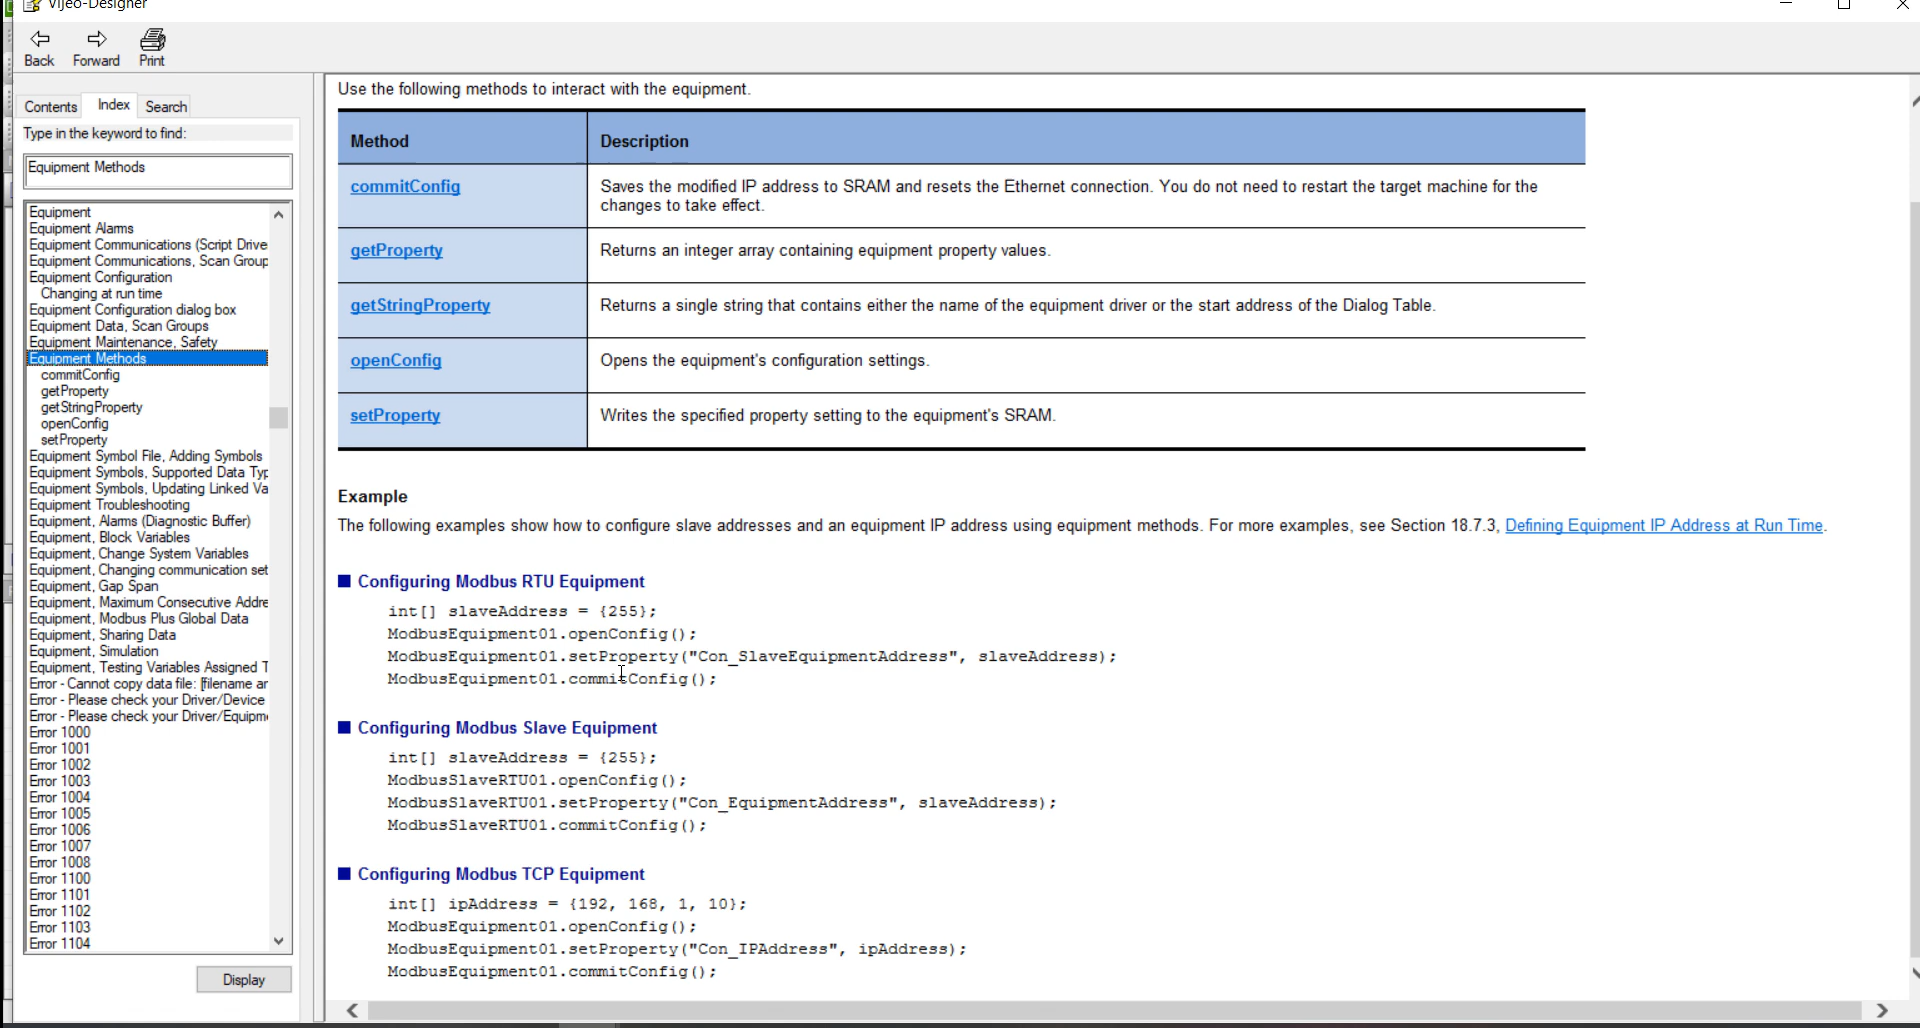 Vijeo-Designer
Back Forward Print
Contents Index Search
Type in the keyword to find:
Equipment Methods
Equipment
Equipment Alarms
Equipment Communications (Script Drive
Equipment Communications, Scan Group
Equipment Configuration
Changing at run time
Equipment Configuration dialog box
Equipment Data, Scan Groups
Equipment Maintenance, Safety
Equipment Methods
commitConfig
getProperty
getStringProperty
openConfig
setProperty
Equipment Symbol File, Adding Symbols
Equipment Symbols, Supported Data Typ
Equipment Symbols, Updating Linked Va
Equipment Troubleshooting
Equipment, Alarms (Diagnostic Buffer)
Equipment, Block Variables
Equipment, Change System Variables
Equipment, Changing communication set
Equipment, Gap Span
Equipment, Maximum Consecutive Addre
Equipment, Modbus Plus Global Data
Equipment, Sharing Data
Equipment, Simulation
Equipment, Testing Variables Assigned T
Error - Cannot copy data file: [filename ar
Error - Please check your Driver/Device
Error - Please check your Driver/Equipm
Error 1000
Error 1001
Error 1002
Error 1003
Error 1004
Error 1005
Error 1006
Error 1007
Error 1008
Error 1100
Error 1101
Error 1102
Error 1103
Error 1104
Display
Use the following methods to interact with the equipment.
Method Description
commitConfig Saves the modified IP address to SRAM and resets the Ethernet connection. You do not need to restart the target machine for the
changes to take effect.
getProperty Returns an integer array containing equipment property values.
getStringProperty Returns a single string that contains either the name of the equipment driver or the start address of the Dialog Table.
openConfig Opens the equipment's configuration settings.
setProperty Writes the specified property setting to the equipment's SRAM.
Example
The following examples show how to configure slave addresses and an equipment IP address using equipment methods. For more examples, see Section 18.7.3, Defining Equipment IP Address at Run Time.
Configuring Modbus RTU Equipment
int[] slaveAddress = {255};
ModbusEquipment01.openConfig();
ModbusEquipment01.setProperty("Con_SlaveEquipmentAddress", slaveAddress);
ModbusEquipment01.commitConfig();
Configuring Modbus Slave Equipment
int[] slaveAddress = {255};
ModbusSlaveRTU01.openConfig();
ModbusSlaveRTU01.setProperty("Con_EquipmentAddress", slaveAddress);
ModbusSlaveRTU01.commitConfig();
Configuring Modbus TCP Equipment
int[] ipAddress = {192, 168, 1, 10};
ModbusEquipment01.openConfig();
ModbusEquipment01.setProperty("Con_IPAddress", ipAddress);
ModbusEquipment01.commitConfig();